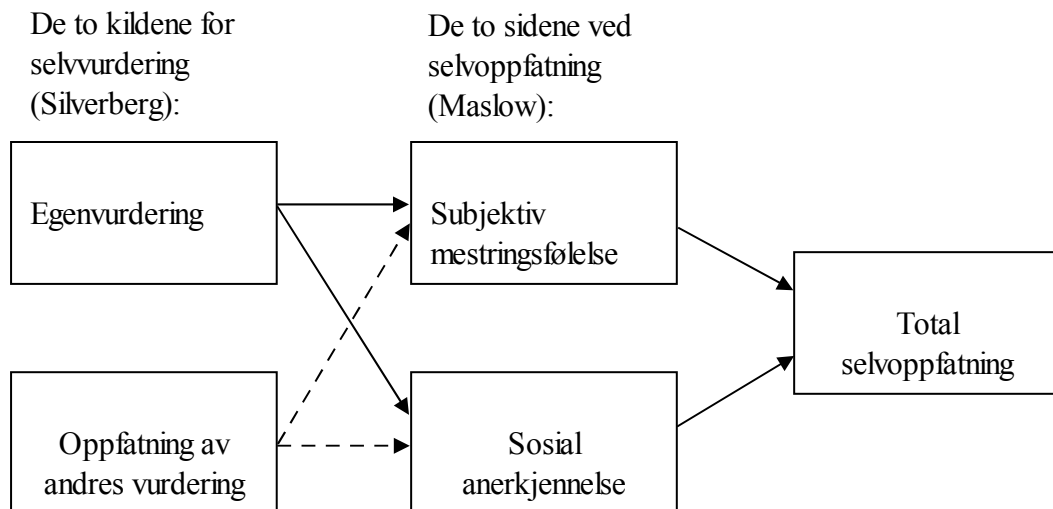 De to kildene for
selvvurdering
(Silverberg):
De to sidene ved
selvoppfatning
(Maslow):
Egenvurdering
Subjektiv
mestringsfølelse
Total
selvoppfatning
Oppfatning av
andres vurdering
Sosial
anerkjennelse